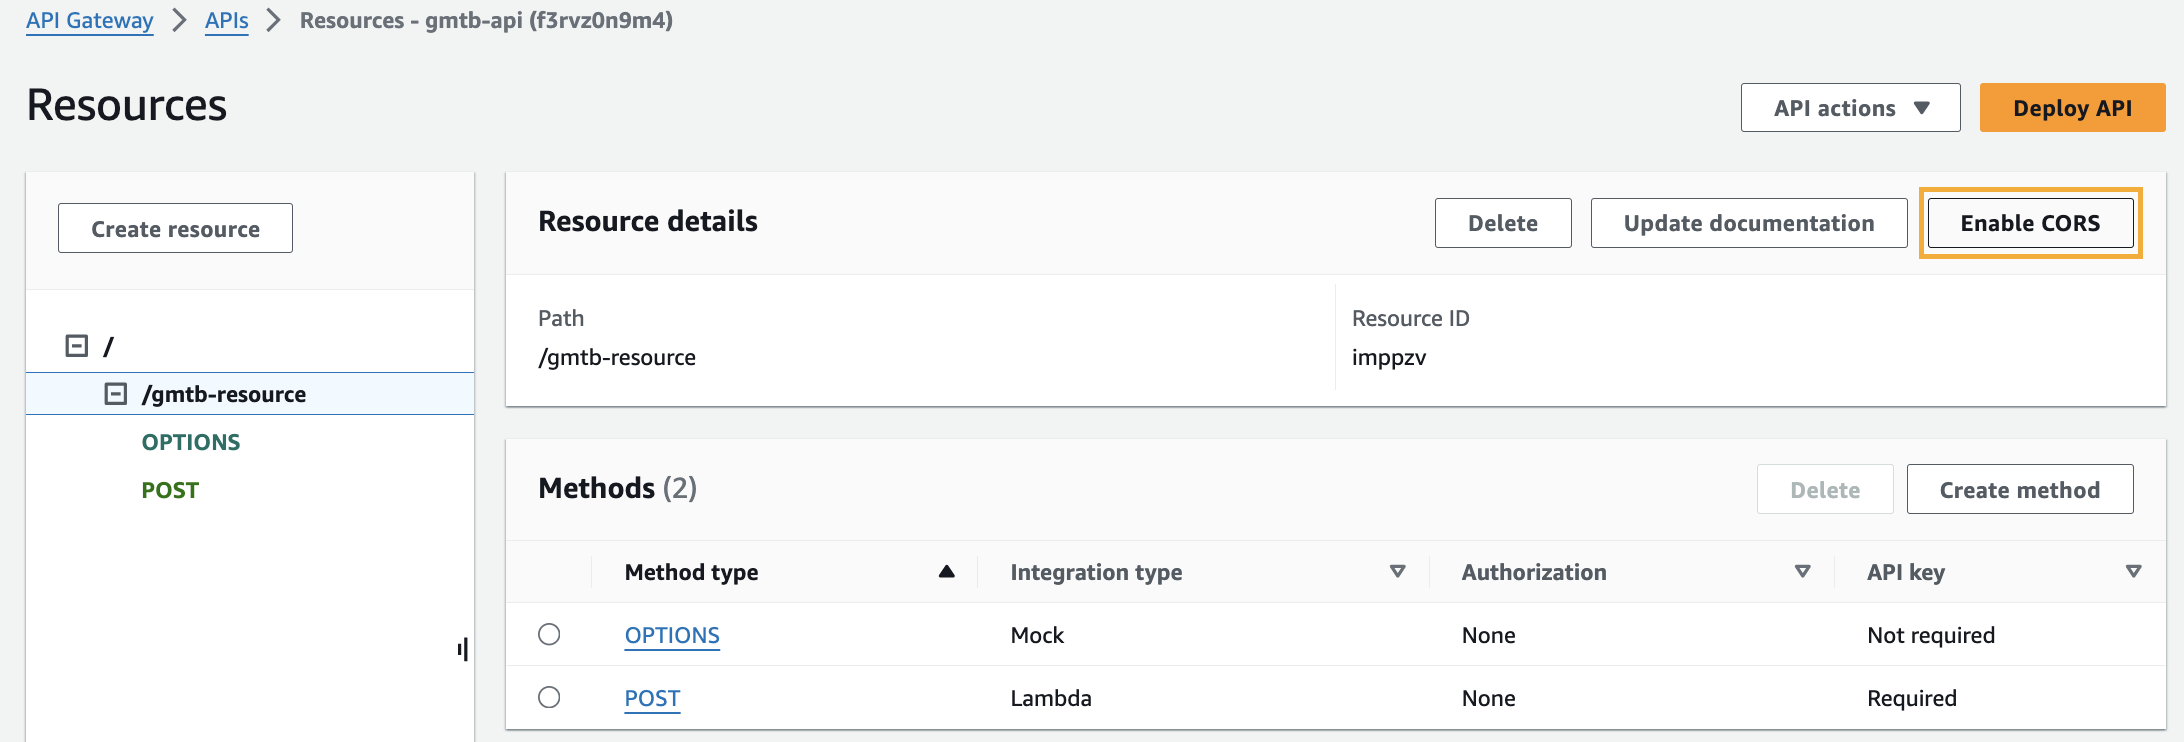 API Gateway > APIs > Resources - gmtb-api (f3rvz0n9m4)
Resources
API actions ▼
Deploy API
Create resource
/
/gmtb-resource
OPTIONS
POST
Resource details
Delete
Update documentation
Enable CORS
Path
/gmtb-resource
Resource ID
imppzv
Methods (2)
Delete
Create method
Method type Integration type Authorization API key
OPTIONS Mock None Not required
POST Lambda None Required